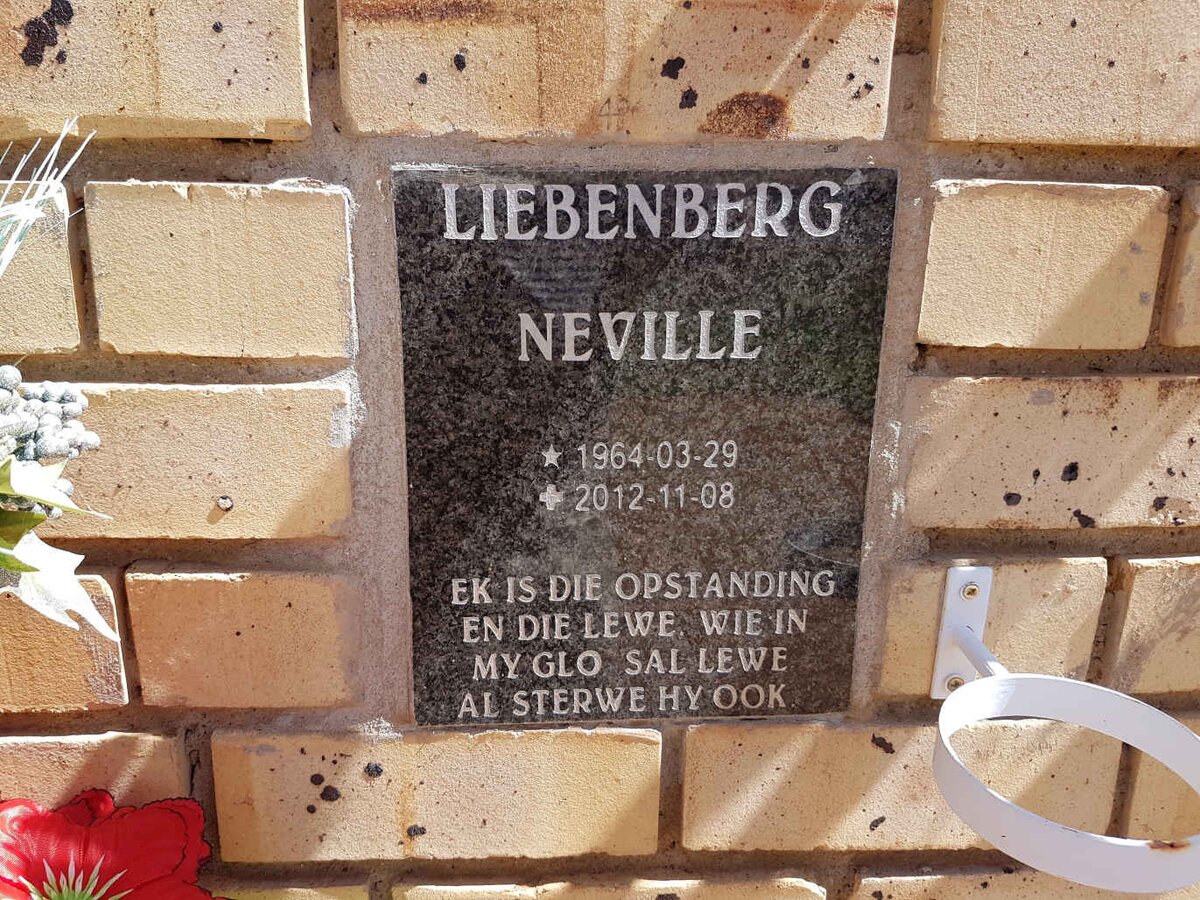 LIEBENBERG
NEVILLE
1964-03-29
2012-11-08
EK IS DIE OPSTANDING
EN DIE LEWE. WIE IN
MY GLO SAL LEWE
AL STERWE HY OOK.